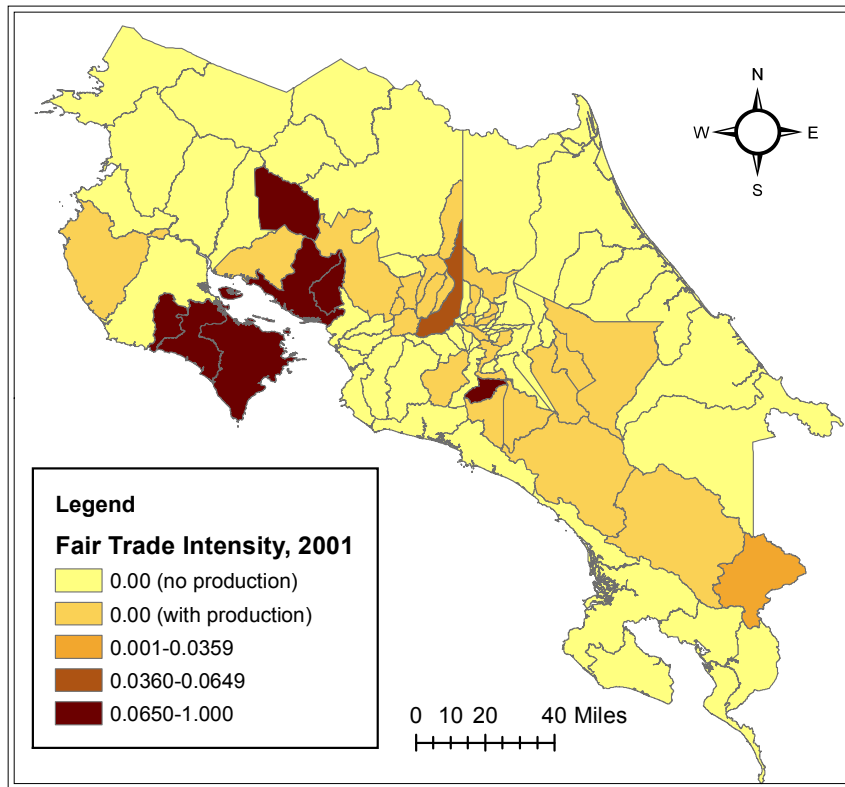 N
W E
S
Legend
Fair Trade Intensity, 2001
0.00 (no production)
0.00 (with production)
0.001-0.0359
0.0360-0.0649
0.0650-1.000
0 10 20 40 Miles